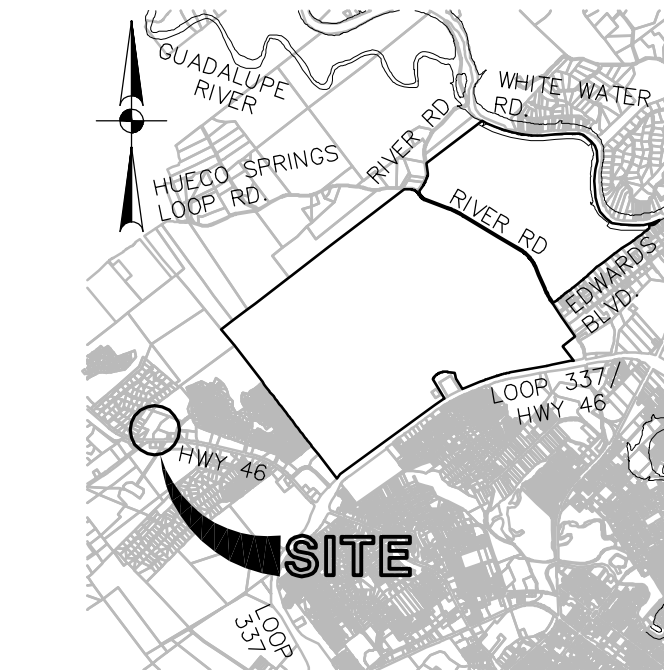 GUADALUPE
RIVER
WHITE WATER
RD.
RIVER RD
HUECO SPRINGS
LOOP RD.
RIVER RD
EDWARDS
BLVD.
LOOP 337/
HWY 46
HWY 46
SITE
LOOP
337